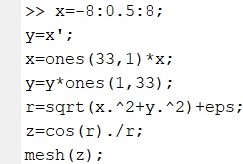 >> x=-8:0.5:8;
y=x';
x=ones(33,1)*x;
y=y*ones(1,33);
r=sqrt(x.^2+y.^2)+eps;
z=cos(r)./r;
mesh(z);